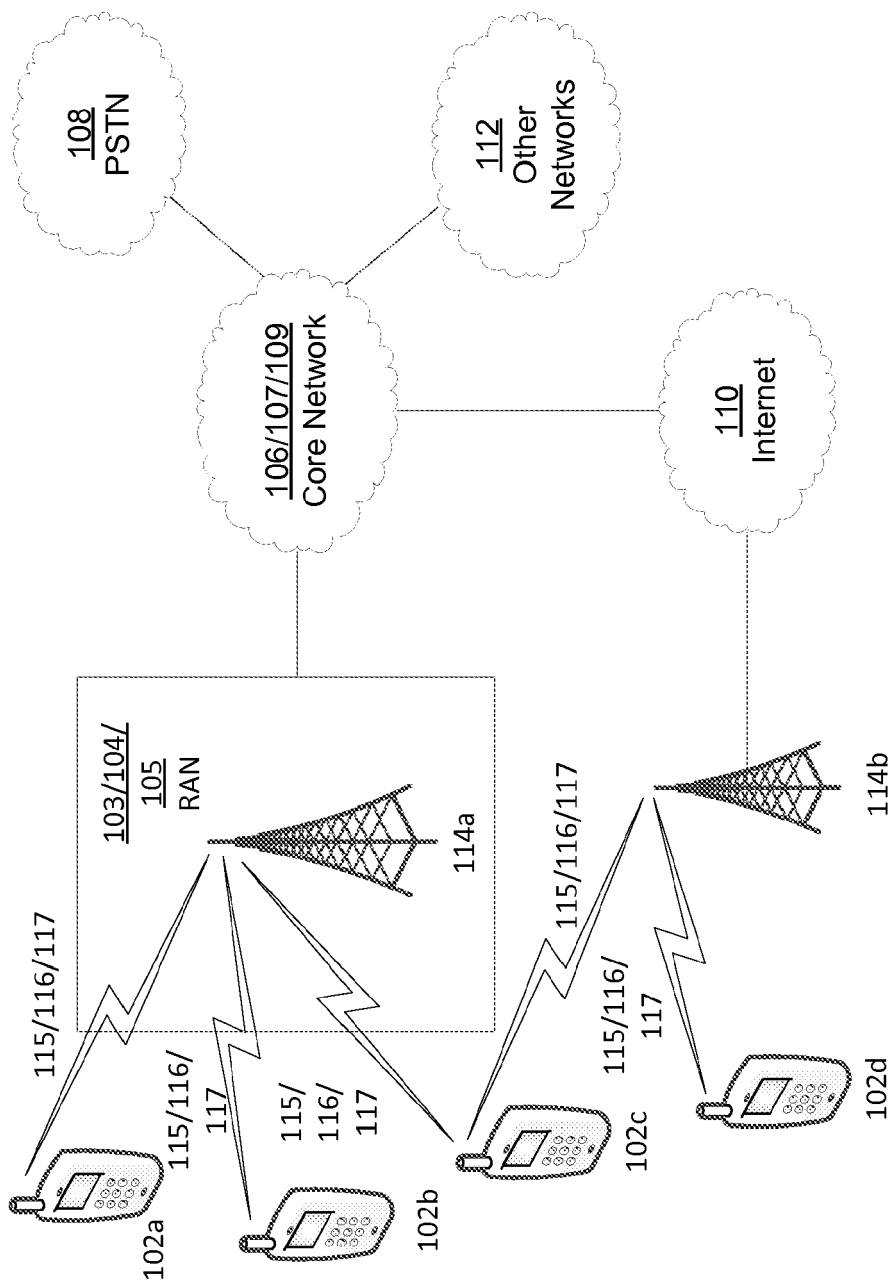 115/116/117
102a
103/104/
105
RAN
108
PSTN
115/116/
117
102b
115/
116/
117
114a
106/107/109
Core Network
112
Other
Networks
102c
115/116/117
115/116/
117
110
Internet
102d
114b